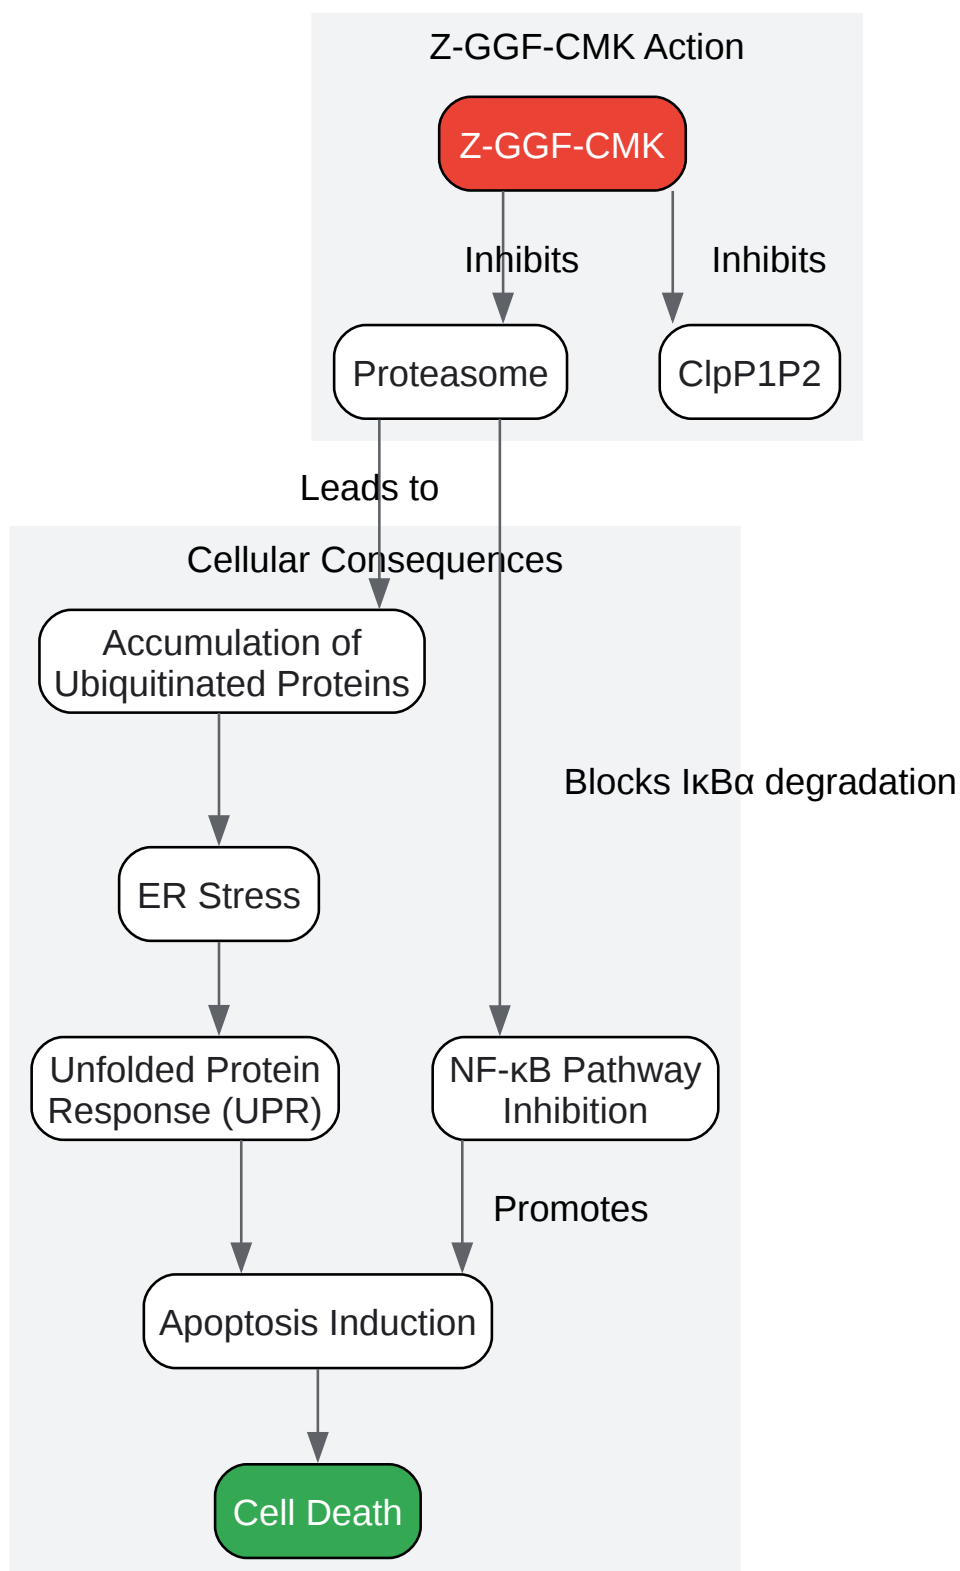 Z-GGF-CMK Action
Z-GGF-CMK
Inhibits
Inhibits
Proteasome
ClpP1P2
Leads to
Cellular Consequences
Accumulation of
Ubiquitinated Proteins
Blocks IκBα degradation
ER Stress
Unfolded Protein
Response (UPR)
NF-κB Pathway
Inhibition
Promotes
Apoptosis Induction
Cell Death